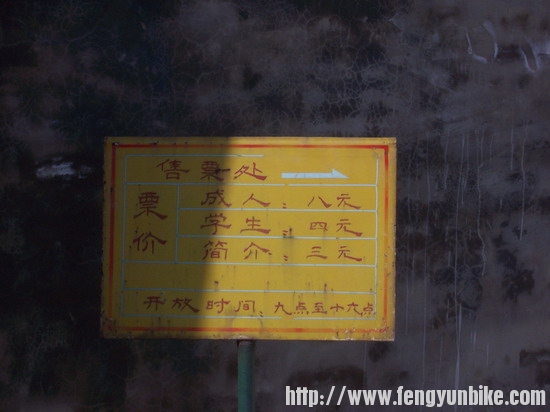 售票处
票价
成人：八元
学生：四元
简介：三元
开放时间：九点至十六点
http://www.fengyunbike.com